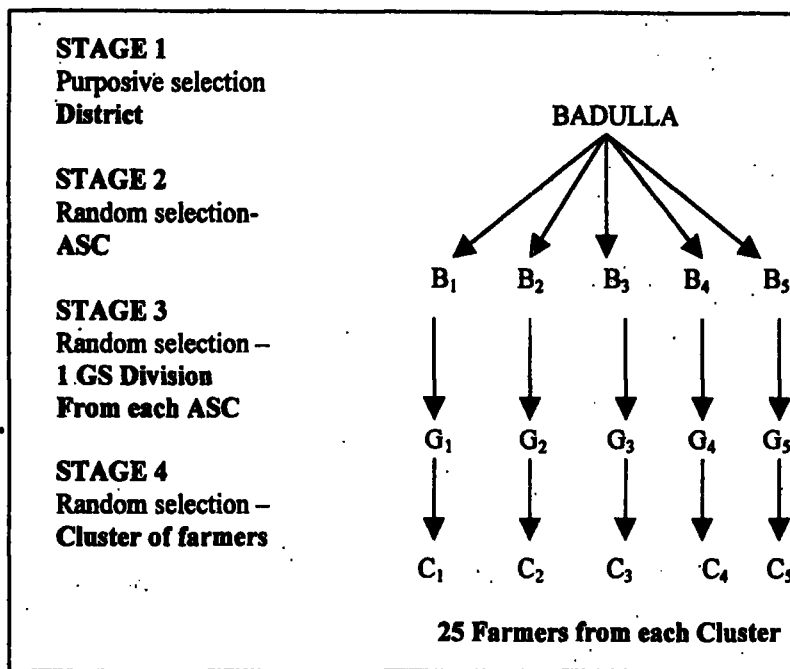 STAGE 1
Purposive selection
District
BADULLA
STAGE 2
Random selection-
ASC
B₁ B₂ B₃ B₄ B₅
STAGE 3
Random selection –
1 GS Division
From each ASC
G₁ G₂ G₃ G₄ G₅
STAGE 4
Random selection –
Cluster of farmers
C₁ C₂ C₃ C₄ C₅
25 Farmers from each Cluster